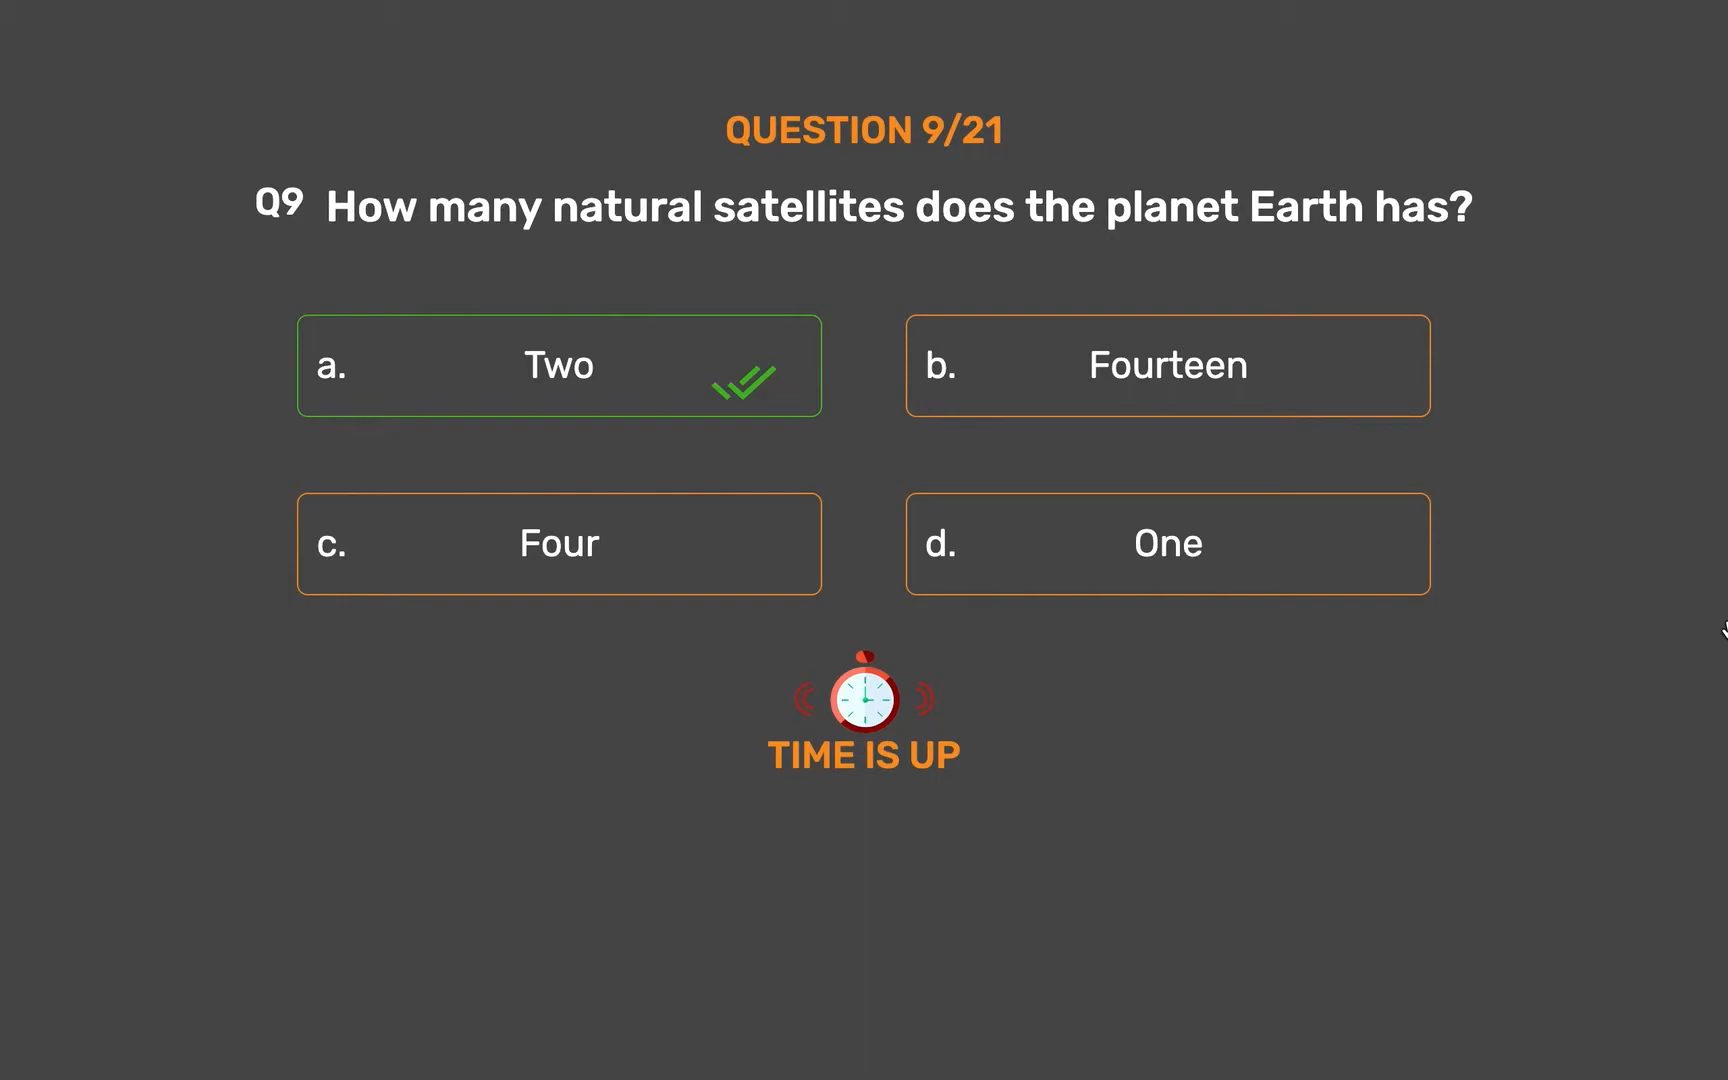 QUESTION 9/21
Q9 How many natural satellites does the planet Earth has?
a. Two
b. Fourteen
c. Four
d. One
TIME IS UP